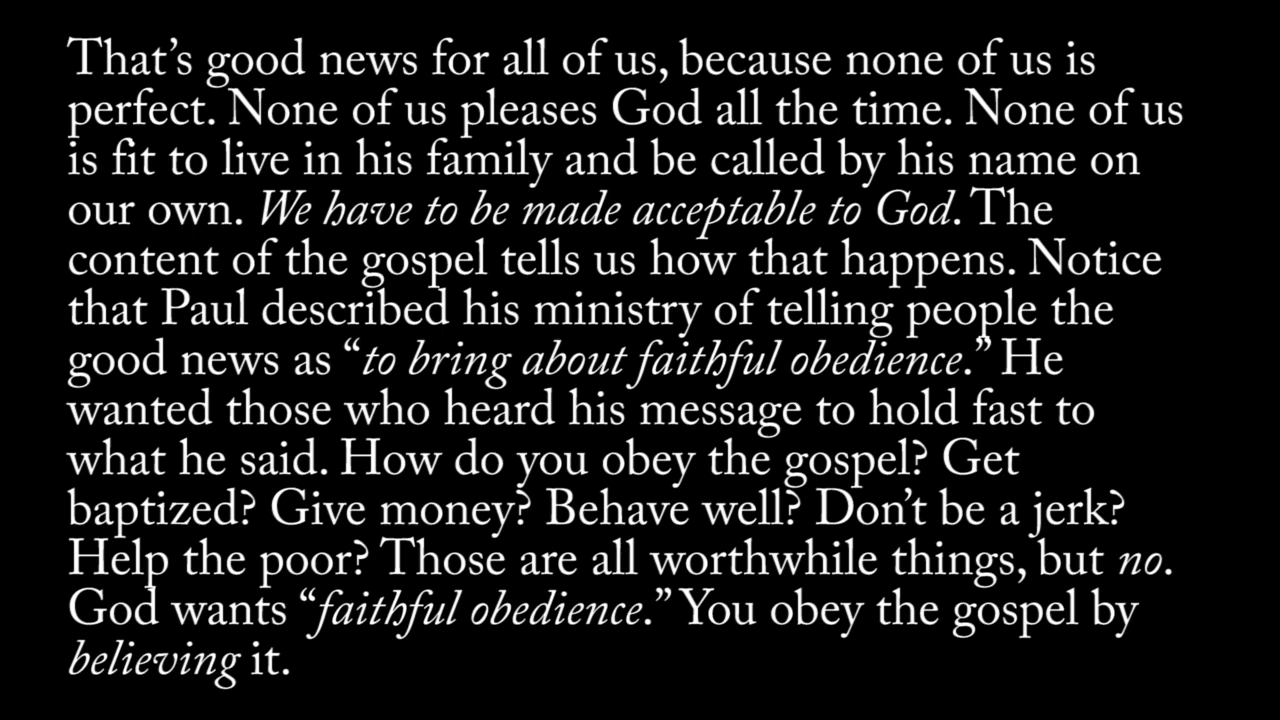 That’s good news for all of us, because none of us is
perfect. None of us pleases God all the time. None of us
is fit to live in his family and be called by his name on
our own. We have to be made acceptable to God. The
content of the gospel tells us how that happens. Notice
that Paul described his ministry of telling people the
good news as “to bring about faithful obedience.” He
wanted those who heard his message to hold fast to
what he said. How do you obey the gospel? Get
baptized? Give money? Behave well? Don’t be a jerk?
Help the poor? Those are all worthwhile things, but no.
God wants “faithful obedience.” You obey the gospel by
believing it.